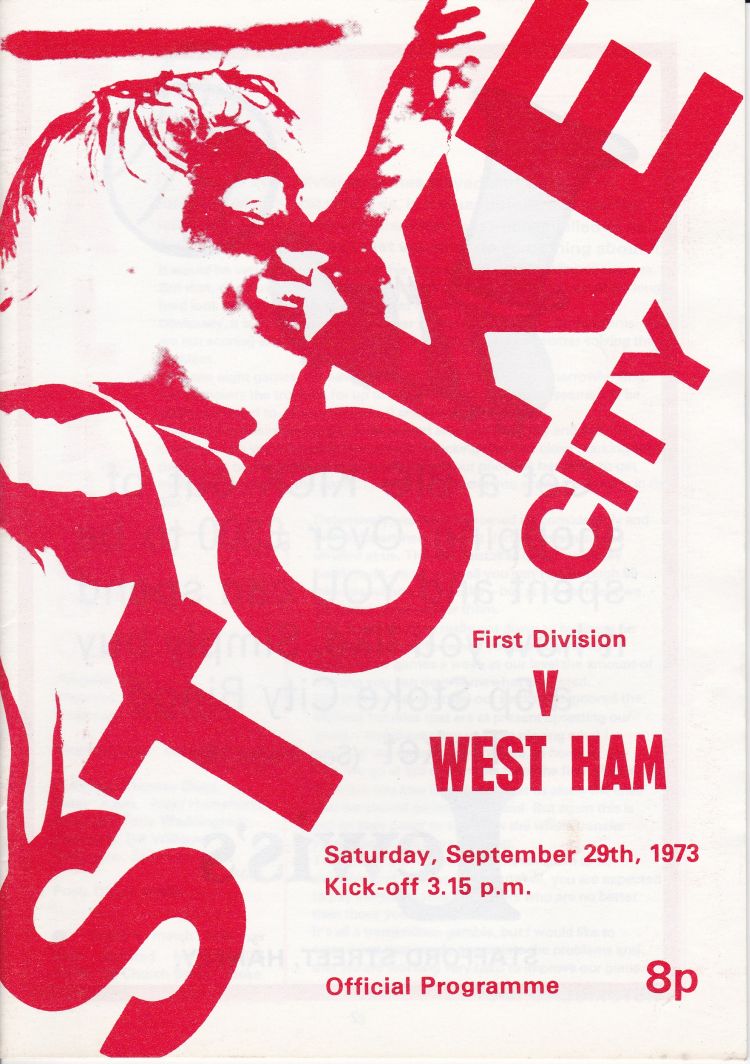 STOKE
CITY
First Division
V
WEST HAM
Saturday, September 29th, 1973
Kick-off 3.15 p.m.
Official Programme
8p